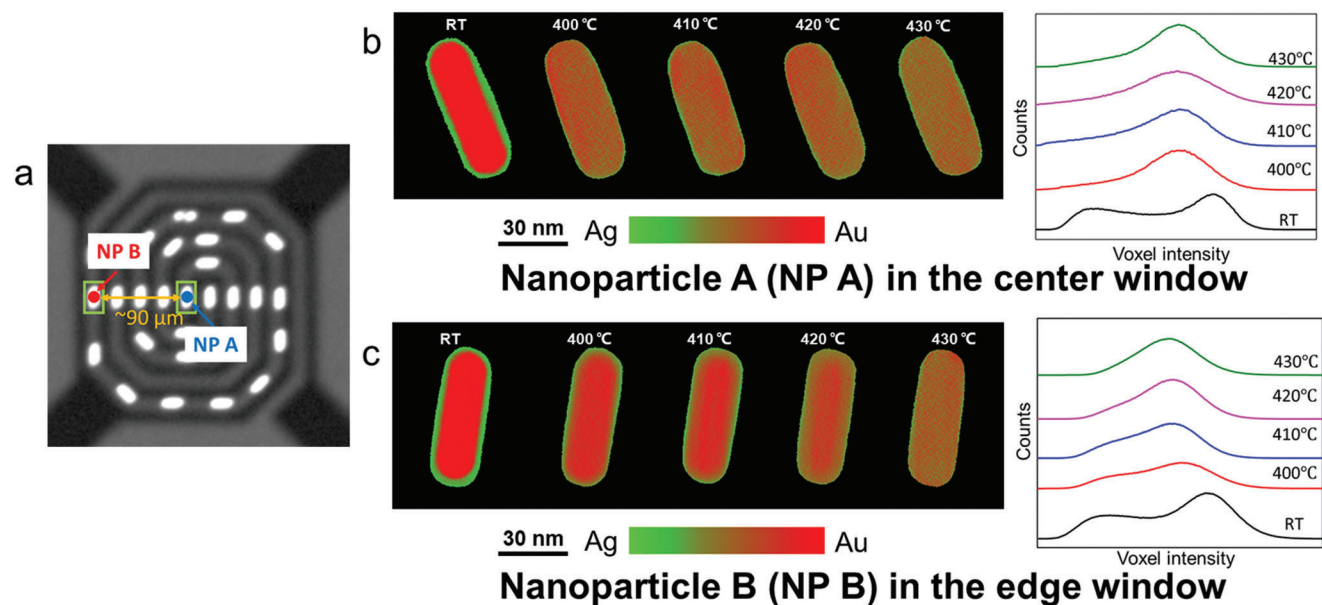 a
NP B
~90 μm
NP A
b
RT
400℃
410℃
420℃
430℃
30 nm
Ag
Au
Counts
430°C
420°C
410°C
400°C
RT
Voxel intensity
Nanoparticle A (NP A) in the center window
c
RT
400℃
410℃
420℃
430℃
30 nm
Ag
Au
Counts
430°C
420°C
410°C
400°C
RT
Voxel intensity
Nanoparticle B (NP B) in the edge window